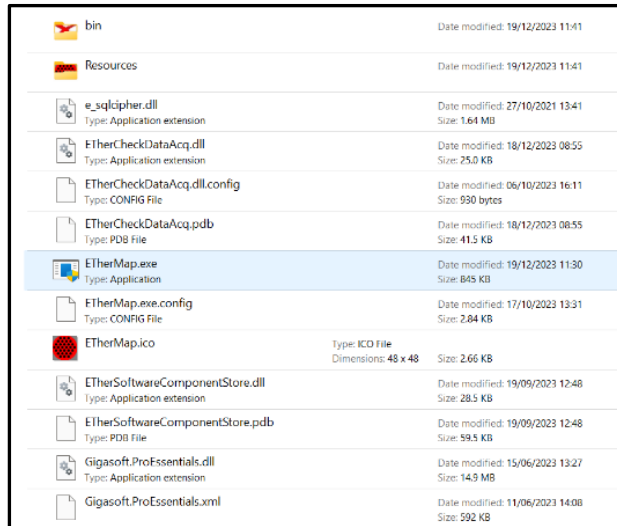 bin Date modified: 19/12/2023 11:41
Resources Date modified: 19/12/2023 11:41
e_sqlcipher.dll Date modified: 27/10/2021 13:41
Type: Application extension Size: 1.64 MB
ETherCheckDataAcq.dll Date modified: 18/12/2023 08:55
Type: Application extension Size: 25.0 KB
ETherCheckDataAcq.dll.config Date modified: 06/10/2023 16:11
Type: CONFIG File Size: 930 bytes
ETherCheckDataAcq.pdb Date modified: 18/12/2023 08:55
Type: PDB File Size: 41.5 KB
ETherMap.exe Date modified: 19/12/2023 11:30
Type: Application Size: 845 KB
ETherMap.exe.config Date modified: 17/10/2023 13:31
Type: CONFIG File Size: 2.84 KB
ETherMap.ico Type: ICO File
Dimensions: 48 x 48 Size: 2.66 KB
ETherSoftwareComponentStore.dll Date modified: 19/09/2023 12:48
Type: Application extension Size: 28.5 KB
ETherSoftwareComponentStore.pdb Date modified: 19/09/2023 12:48
Type: PDB File Size: 59.5 KB
Gigasoft.ProEssentials.dll Date modified: 15/06/2023 13:27
Type: Application extension Size: 14.9 MB
Gigasoft.ProEssentials.xml Date modified: 11/06/2023 14:08
Size: 592 KB